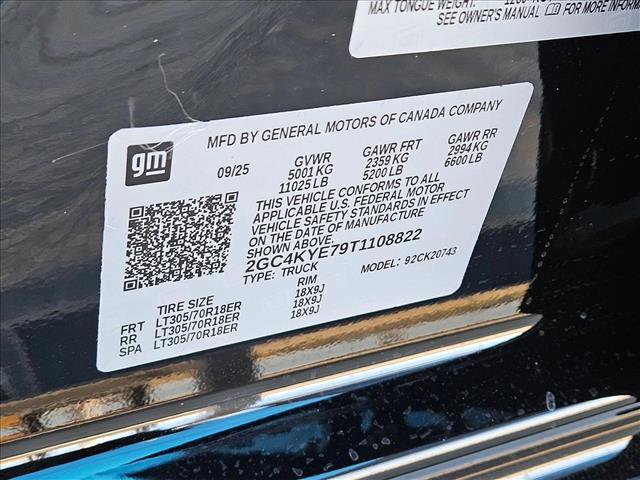 MAX TONGUE WEIGHT:
SEE OWNER'S MANUAL FOR MORE INFORMA
MFD BY GENERAL MOTORS OF CANADA COMPANY
gm
09/25 GVWR GAWR FRT GAWR RR
5001 KG 2359 KG 2994 KG
11025 LB 5200 LB 6600 LB
THIS VEHICLE CONFORMS TO ALL
APPLICABLE U.S. FEDERAL MOTOR
VEHICLE SAFETY STANDARDS IN EFFECT
ON THE DATE OF MANUFACTURE
SHOWN ABOVE.
2GC4KYE79T1108822
TYPE: TRUCK MODEL: 92CK20743
TIRE SIZE RIM
FRT LT305/70R18ER 18X9J
RR LT305/70R18ER 18X9J
SPA LT305/70R18ER 18X9J